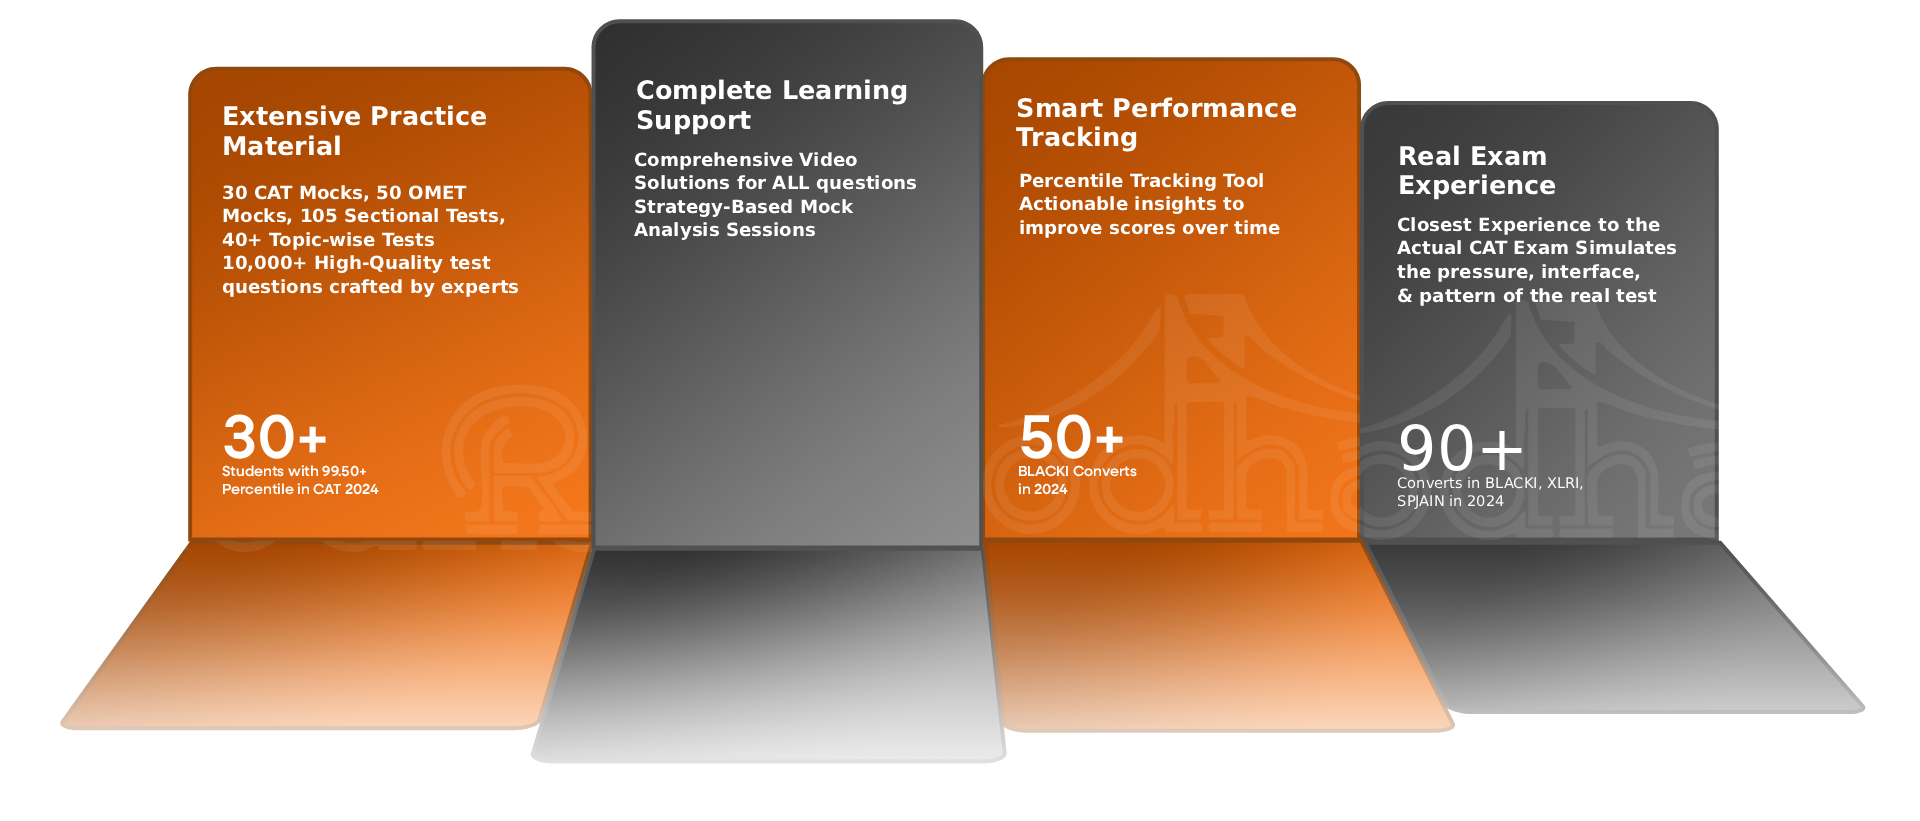 Extensive Practice
Material
30 CAT Mocks, 50 OMET
Mocks, 105 Sectional Tests,
40+ Topic-wise Tests
10,000+ High-Quality test
questions crafted by experts
30+
Students with 99.50+
Percentile in CAT 2024
Complete Learning
Support
Comprehensive Video
Solutions for ALL questions
Strategy-Based Mock
Analysis Sessions
Smart Performance
Tracking
Percentile Tracking Tool
Actionable insights to
improve scores over time
50+
BLACKI Converts
in 2024
Real Exam
Experience
Closest Experience to the
Actual CAT Exam Simulates
the pressure, interface,
& pattern of the real test
90+
Converts in BLACKI, XLRI,
SPJAIN in 2024